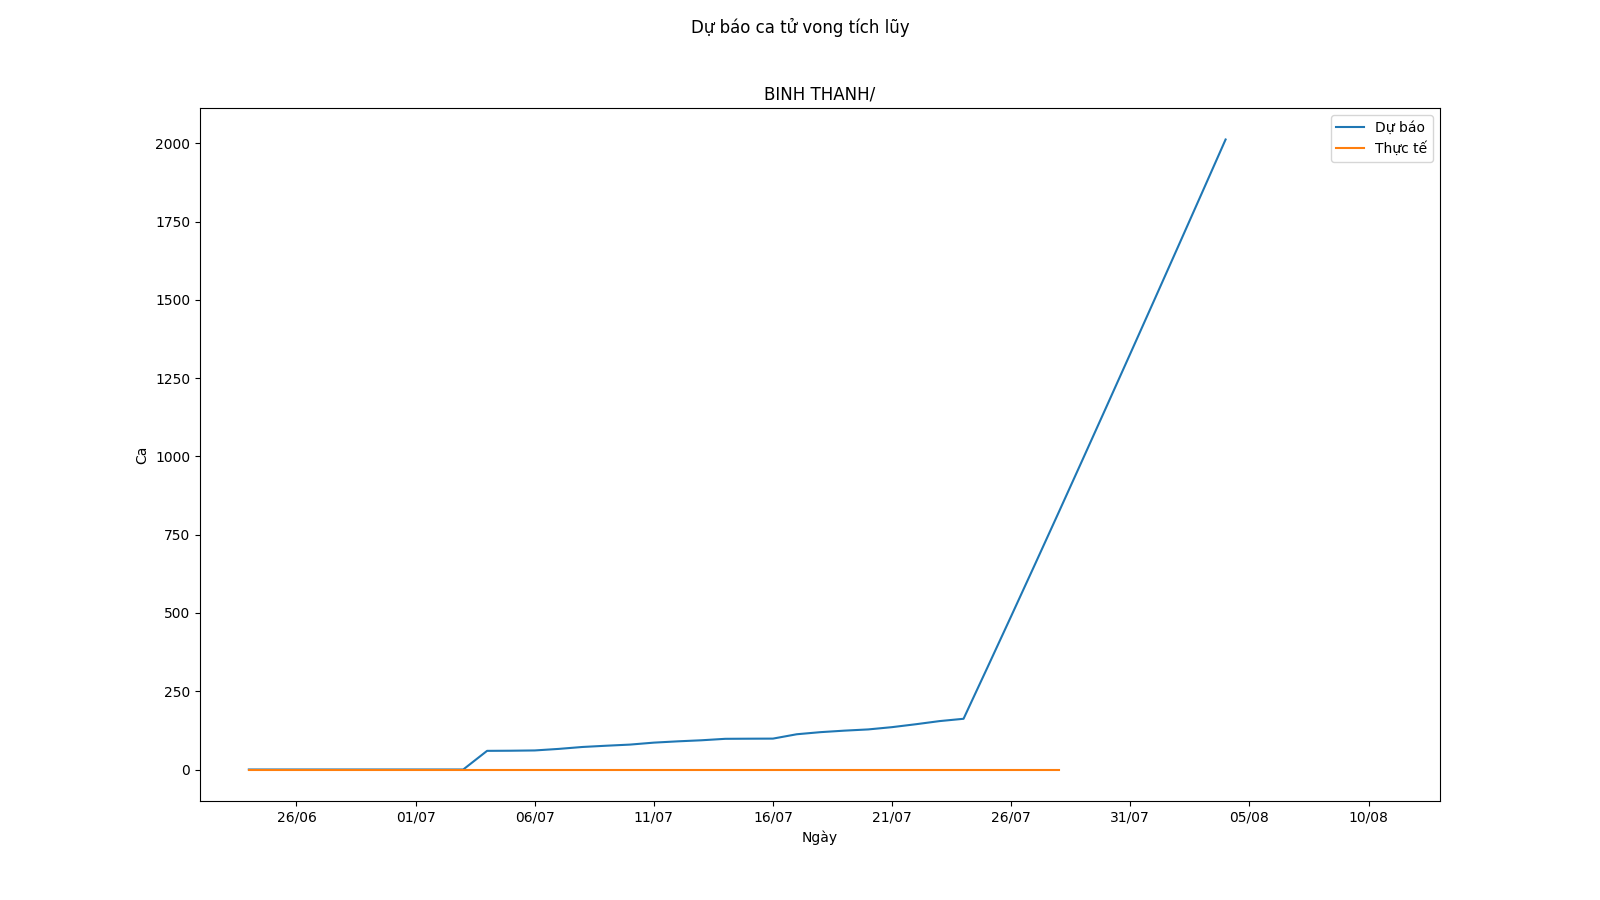 Dự báo ca tử vong tích lũy
BINH THANH/
Dự báo
Thực tế
2000
1750
1500
1250
1000
750
500
250
0
Ca
26/06 01/07 06/07 11/07 16/07 21/07 26/07 31/07 05/08 10/08
Ngày